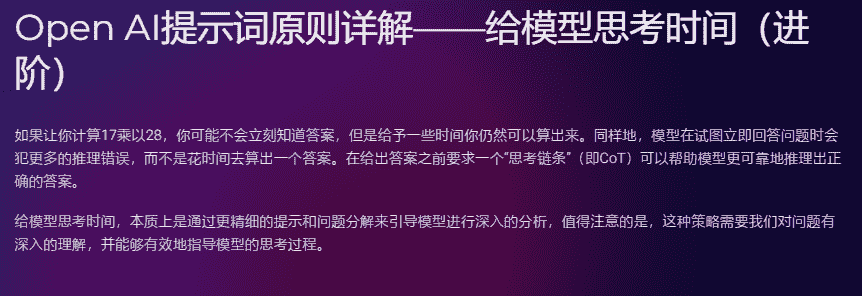 Open AI提示词原则详解——给模型思考时间（进
阶）
如果让你计算17乘以28，你可能不会立刻知道答案，但是给予一些时间你仍然可以算出来。同样地，模型在试图立即回答问题时会
犯更多的推理错误，而不是花时间去算出一个答案。在给出答案之前要求一个“思考链条”（即CoT）可以帮助模型更可靠地推理出正
确的答案。
给模型思考时间，本质上是通过更精细的提示和问题分解来引导模型进行深入的分析，值得注意的是，这种策略需要我们对问题有
深入的理解，并能够有效地指导模型的思考过程。